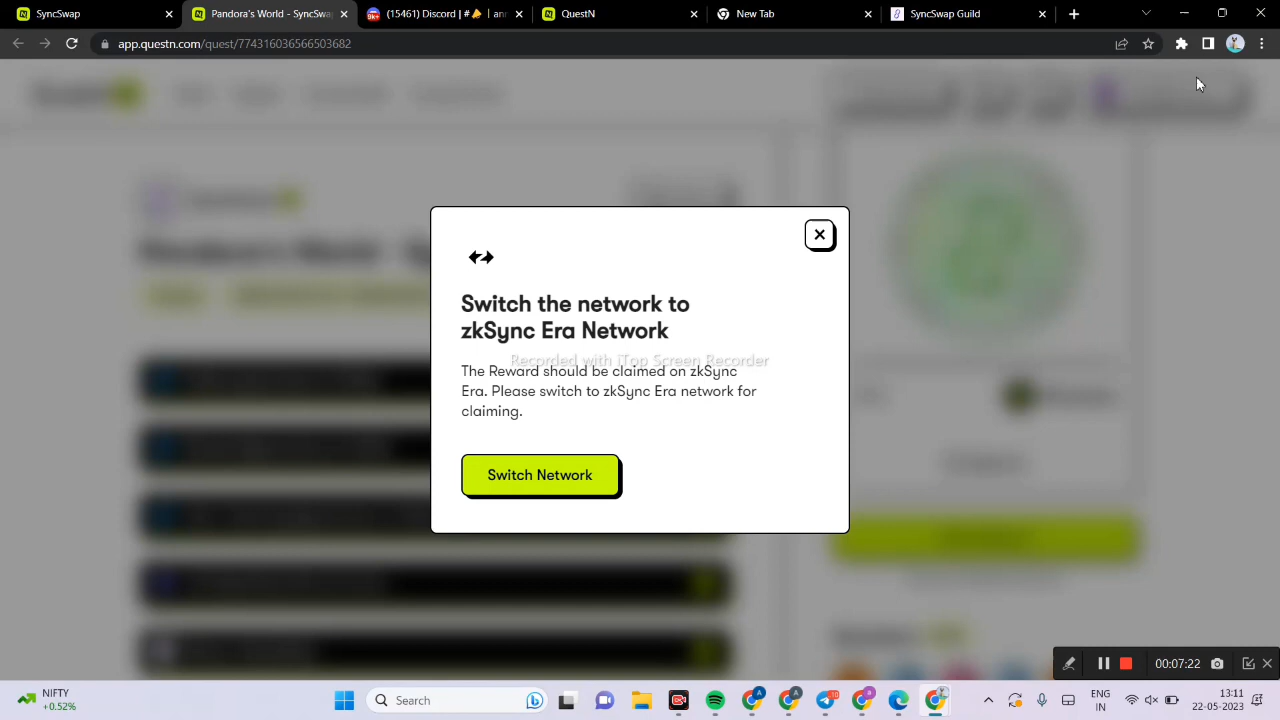 SyncSwap
Pandora's World - SyncSwap
9+
(15461) Discord | #
QuestN
New Tab
SyncSwap Guild
app.questn.com/quest/774316036566503682
Switch the network to
zkSync Era Network
Recorded with iTop Screen Recorder
The Reward should be claimed on zkSync
Era. Please switch to zkSync Era network for
claiming.
Switch Network
00:07:22
NIFTY
+0.52%
Search
ENG
IN
13:11
22-05-2023